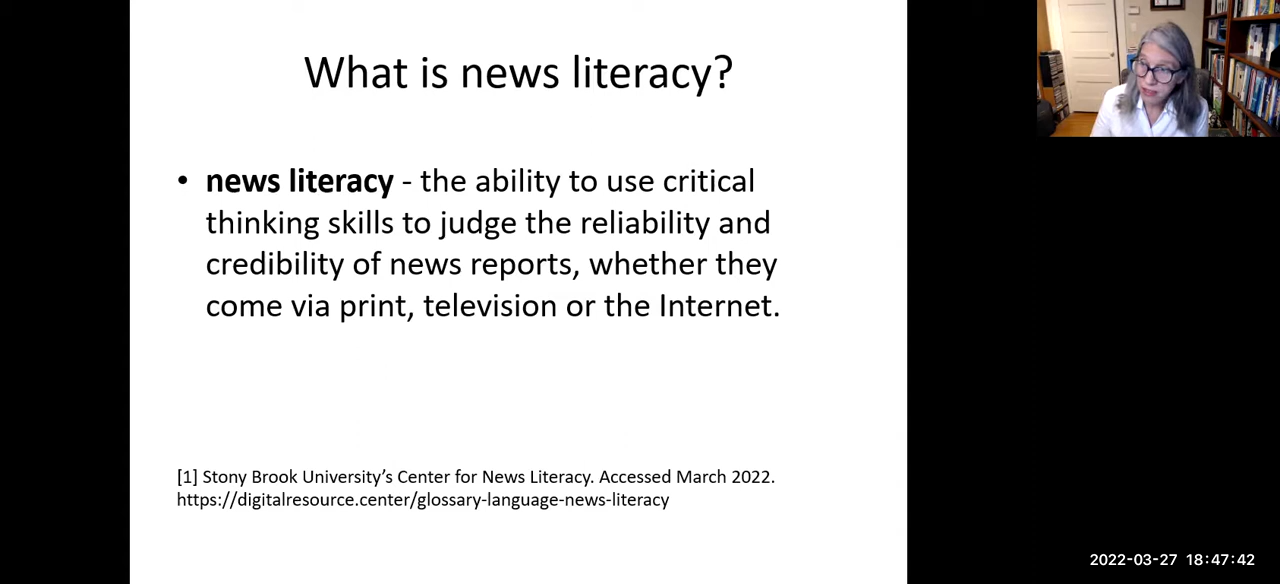 What is news literacy?
• news literacy - the ability to use critical
thinking skills to judge the reliability and
credibility of news reports, whether they
come via print, television or the Internet.
[1] Stony Brook University’s Center for News Literacy. Accessed March 2022.
https://digitalresource.center/glossary-language-news-literacy
2022-03-27 18:47:42